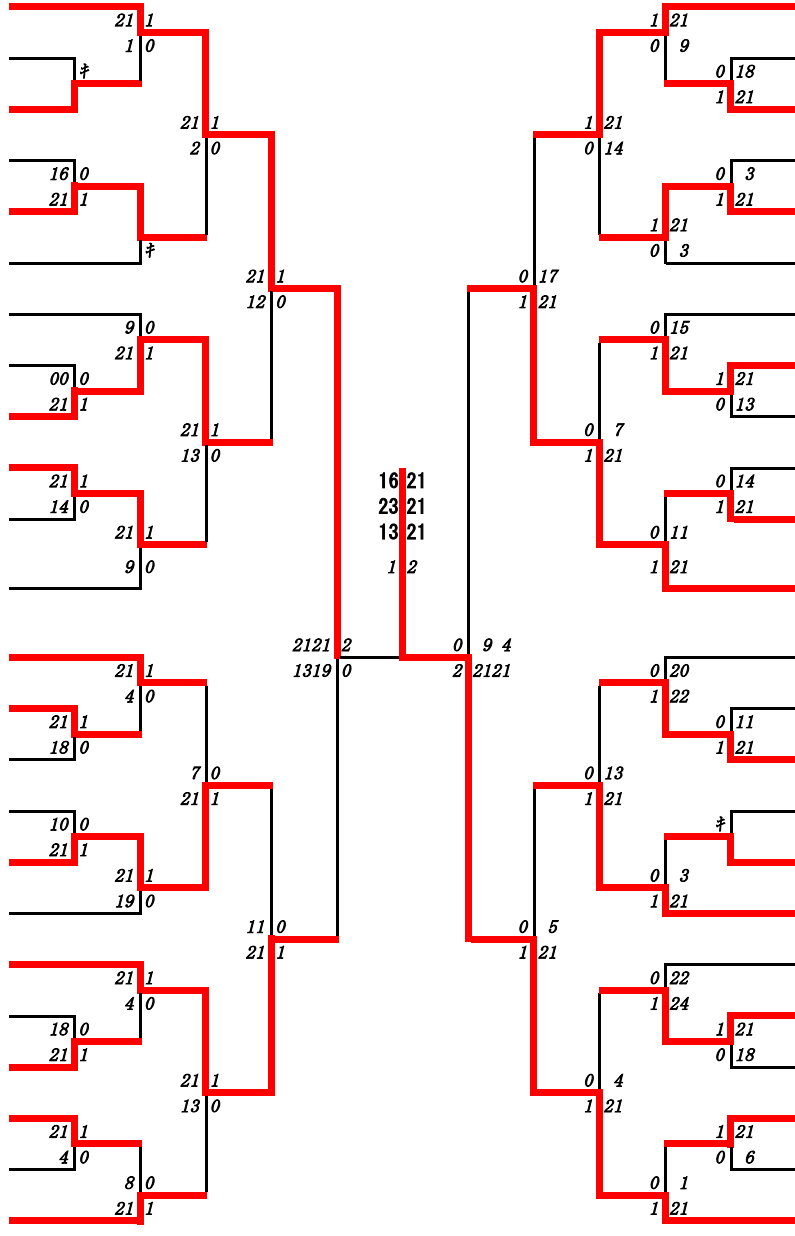 21 1 1 21
1 0 0 9
ｷ 0 18
1 21
21 1 1 21
2 0 0 14
16 0 0 3
21 1 1 21
1 21
ｷ 0 3
21 1 0 17
12 0 1 21
9 0 0 15
21 1 1 21
00 0 1 21
21 1 0 13
21 1 0 7
13 0 1 21
21 1 16 21 0 14
14 0 23 21 1 21
21 1 13 21 0 11
9 0 1 2 1 21
2121 2 0 9 4
1319 0 2 2121
21 1 0 20
4 0 1 22
21 1 0 11
18 0 1 21
7 0 0 13
21 1 1 21
10 0 ｷ
21 1
21 1 0 3
19 0 1 21
11 0 0 5
21 1 1 21
21 1 0 22
4 0 1 24
18 0 1 21
21 1 0 18
21 1 0 4
13 0 1 21
21 1 1 21
4 0 0 6
8 0 0 1
21 1 1 21